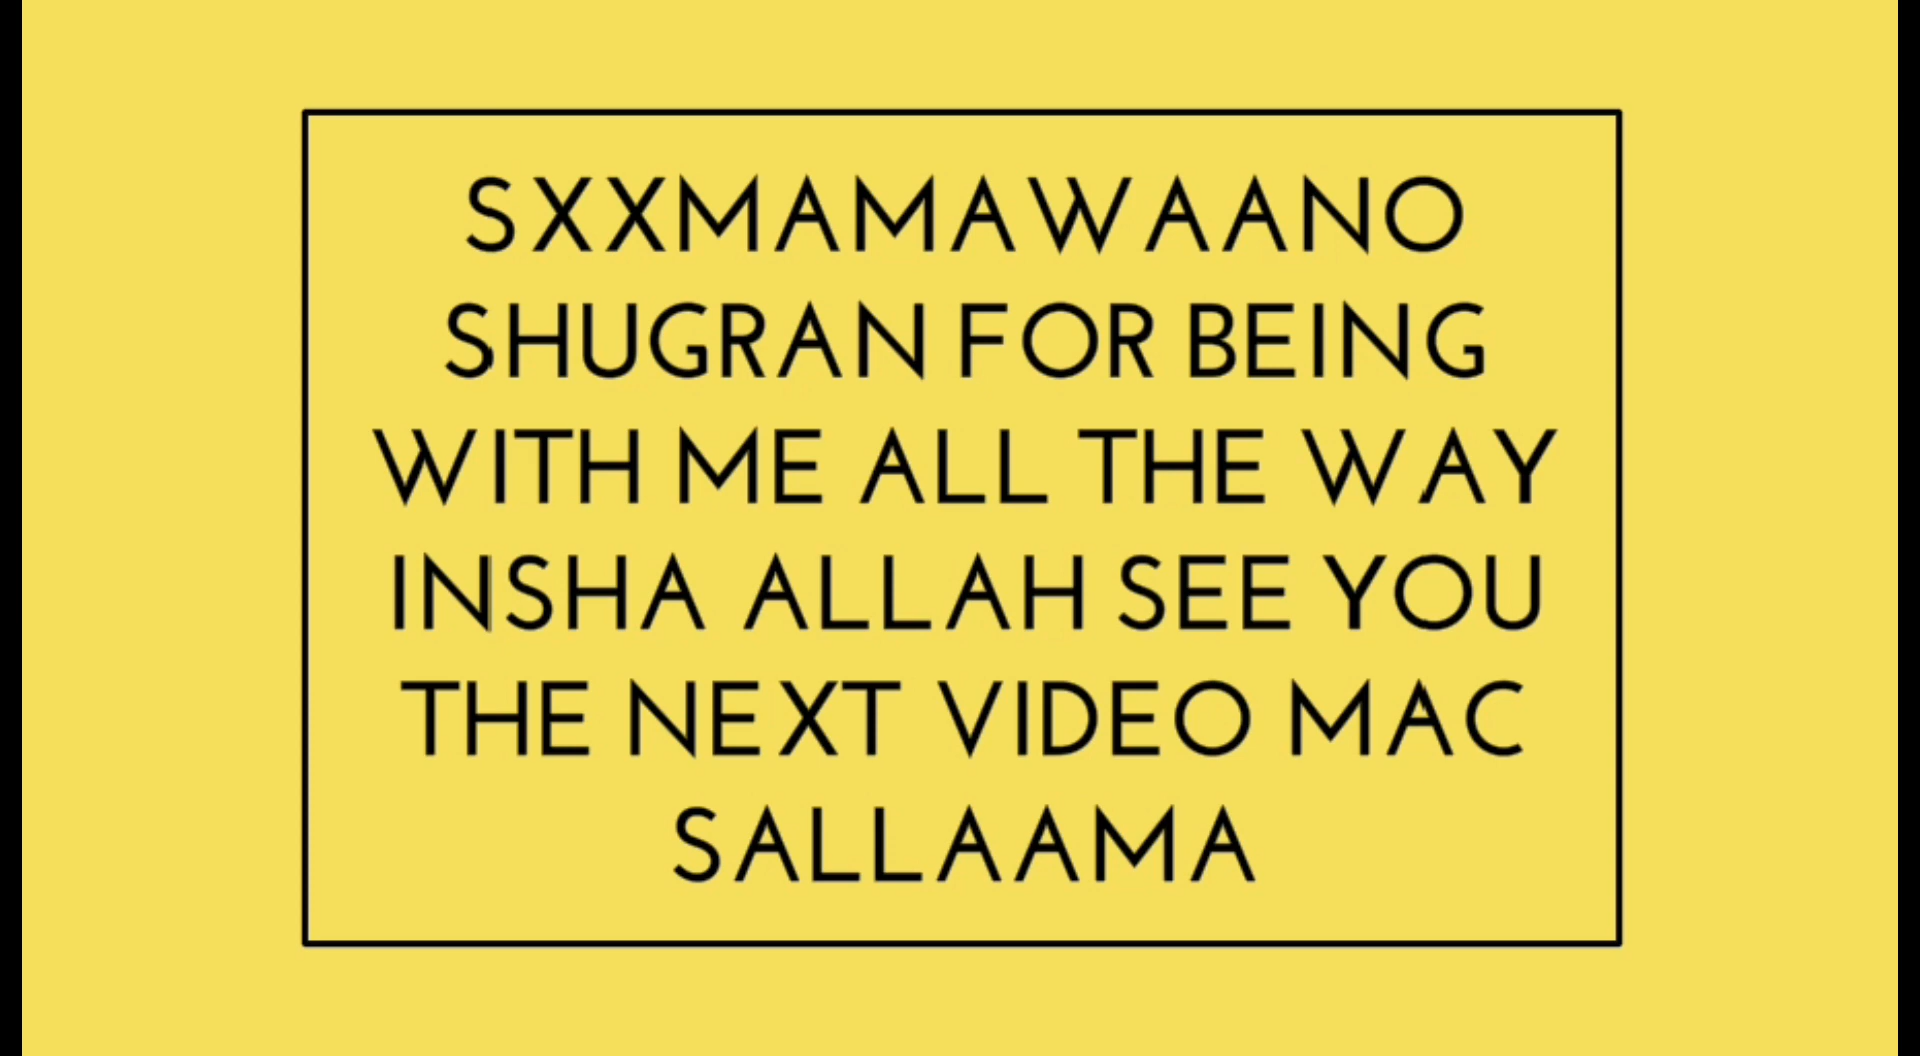 SXXMAMAWAANO
SHUGRAN FOR BEING
WITH ME ALL THE WAY
INSHA ALLAH SEE YOU
THE NEXT VIDEO MAC
SALLAAMA